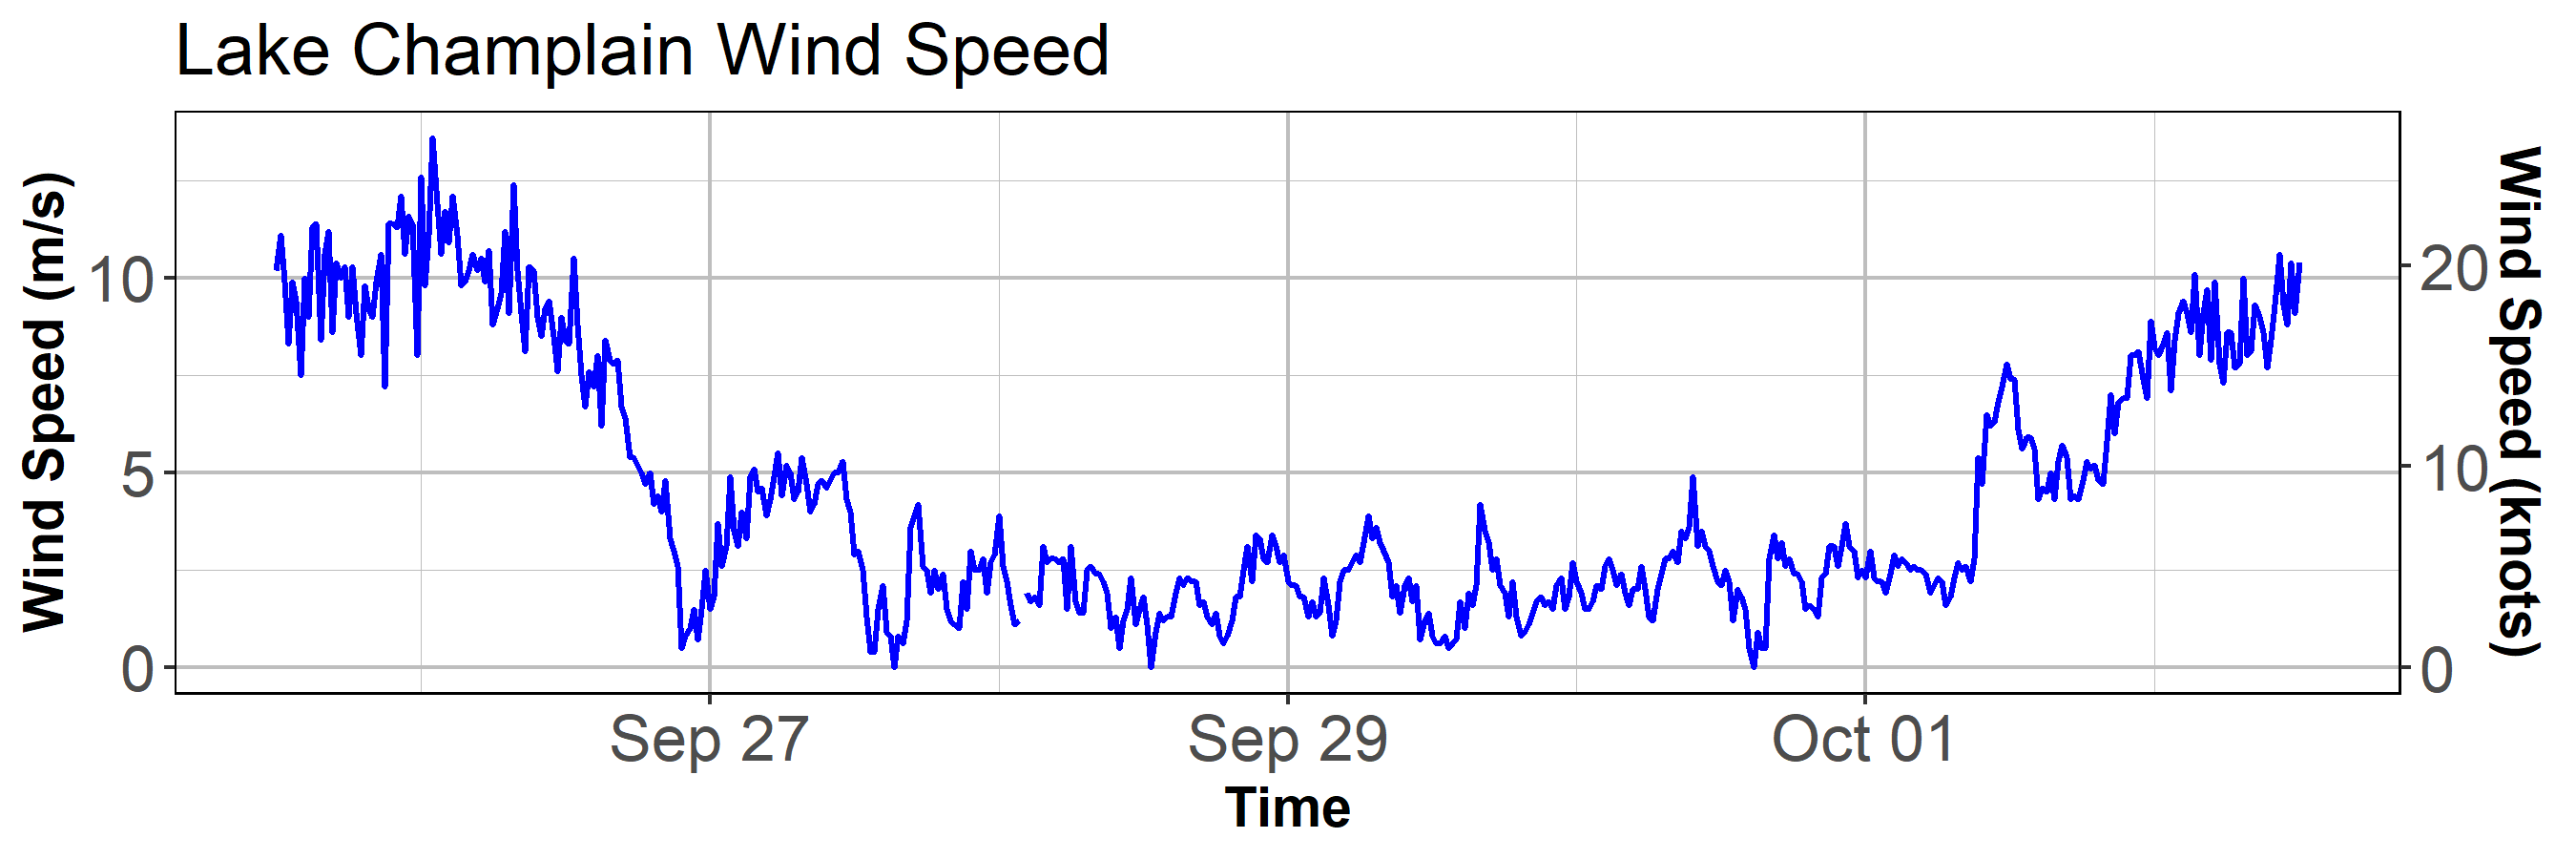 Lake Champlain Wind Speed
Wind Speed (m/s)
10
5
0
20
10
0
Wind Speed (knots)
Sep 27
Sep 29
Oct 01
Time